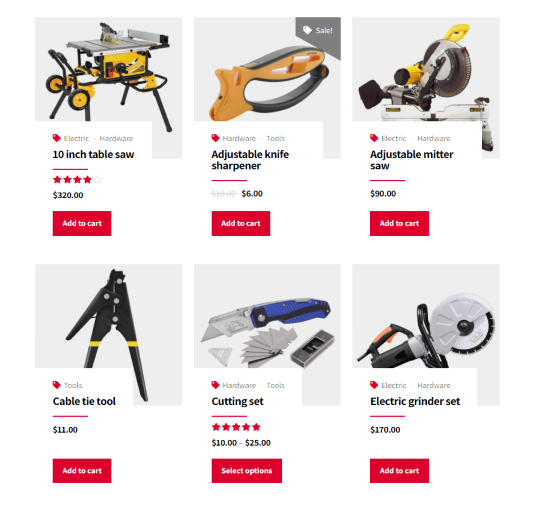 Sale!
Electric · Hardware
10 inch table saw
$320.00
Add to cart
Hardware · Tools
Adjustable knife
sharpener
$10.00 $6.00
Add to cart
Electric · Hardware
Adjustable mitter
saw
$90.00
Add to cart
Tools
Cable tie tool
$11.00
Add to cart
Hardware · Tools
Cutting set
$10.00 – $25.00
Select options
Electric · Hardware
Electric grinder set
$170.00
Add to cart